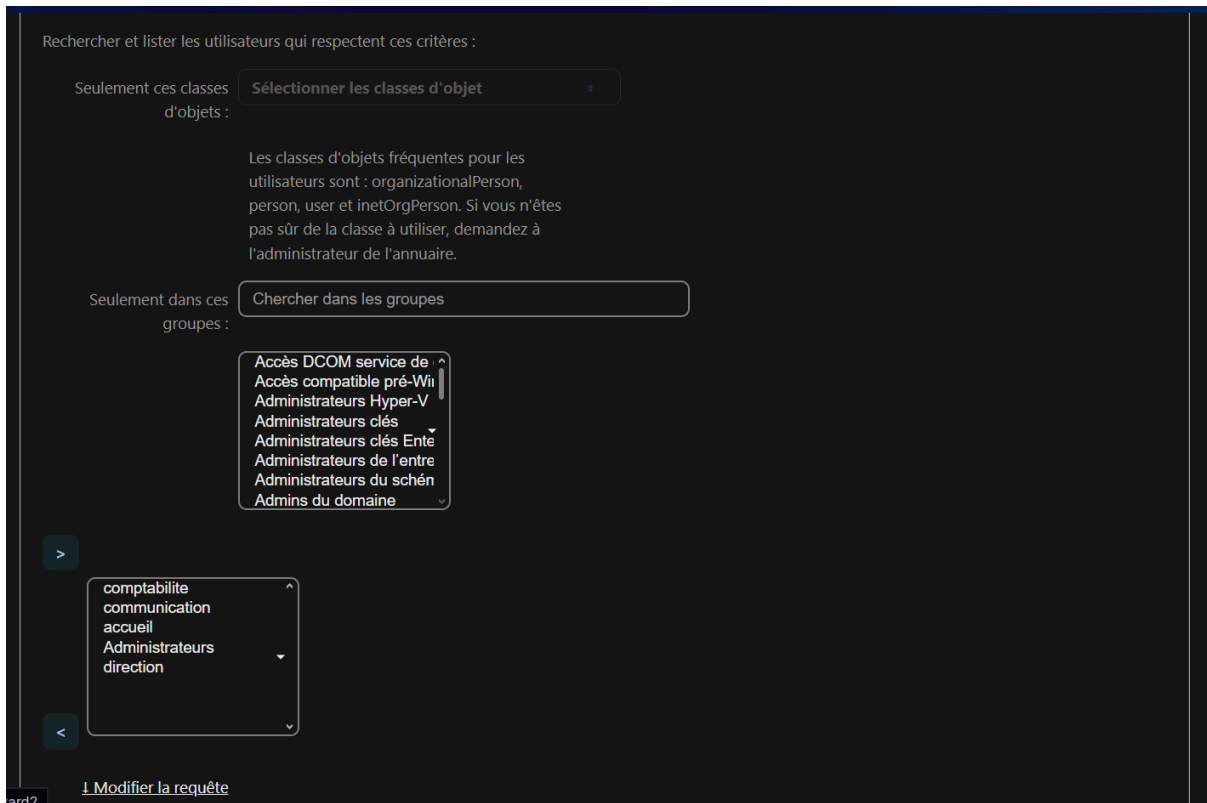 Rechercher et lister les utilisateurs qui respectent ces critères :
Seulement ces classes
d'objets :
Sélectionner les classes d'objet
Les classes d'objets fréquentes pour les
utilisateurs sont : organizationalPerson,
person, user et inetOrgPerson. Si vous n'êtes
pas sûr de la classe à utiliser, demandez à
l'administrateur de l'annuaire.
Seulement dans ces
groupes :
Chercher dans les groupes
Accès DCOM service de
Accès compatible pré-Wi
Administrateurs Hyper-V
Administrateurs clés
Administrateurs clés Ente
Administrateurs de l'entre
Administrateurs du schém
Admins du domaine
>
comptabilite
communication
accueil
Administrateurs
direction
<
↓ Modifier la requête